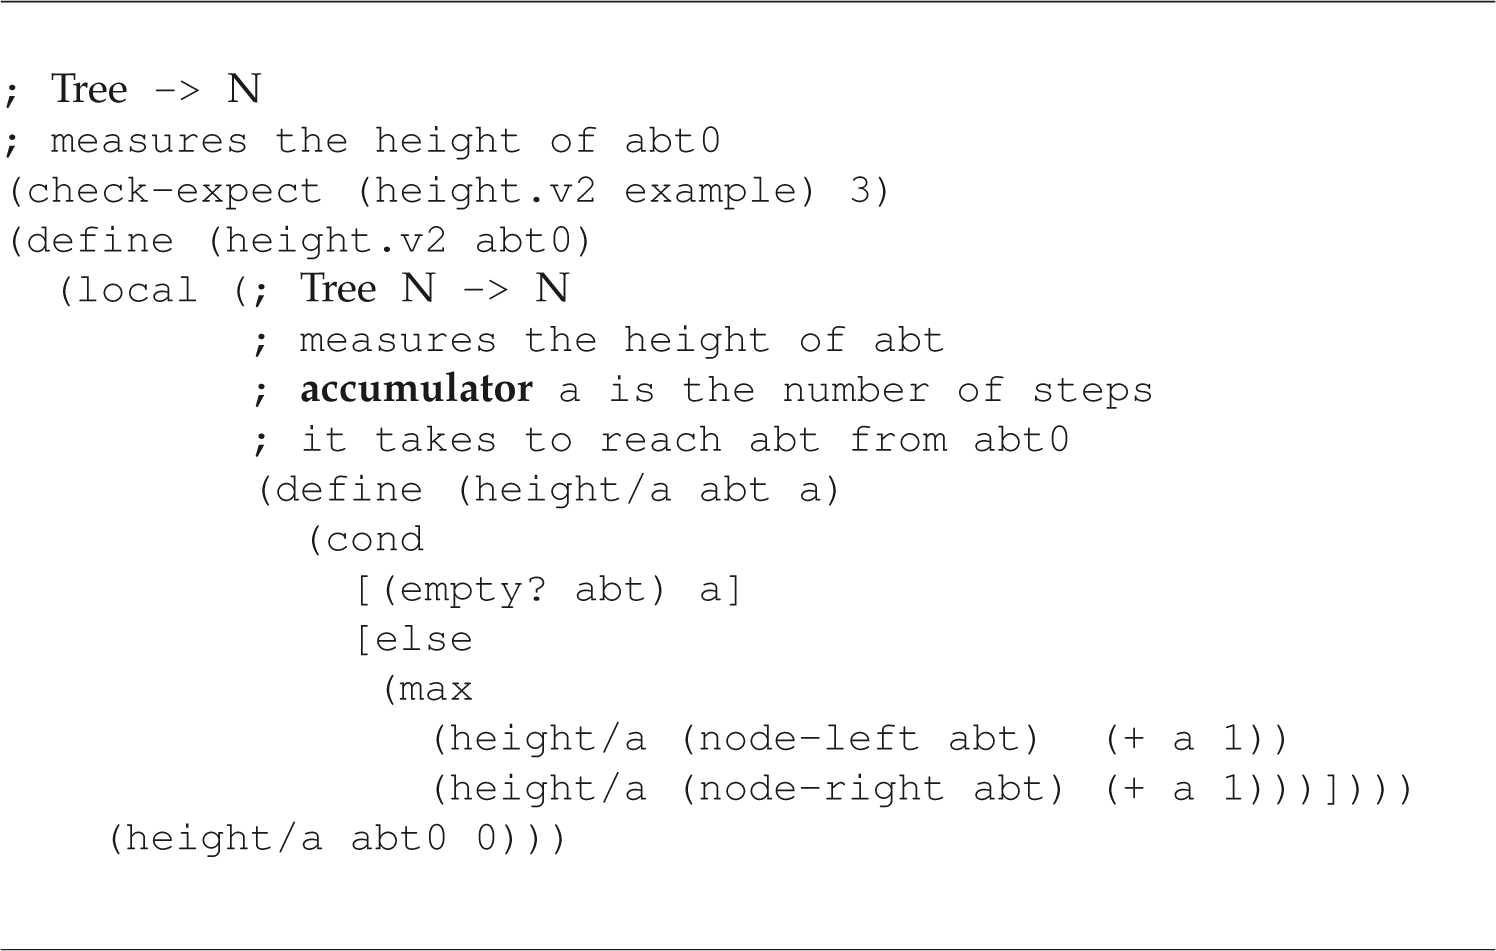 ; Tree -> N
; measures the height of abt0
(check-expect (height.v2 example) 3)
(define (height.v2 abt0)
  (local (; Tree N -> N
          ; measures the height of abt
          ; accumulator a is the number of steps
          ; it takes to reach abt from abt0
          (define (height/a abt a)
            (cond
              [(empty? abt) a]
              [else
               (max
                 (height/a (node-left abt)  (+ a 1))
                 (height/a (node-right abt) (+ a 1)))])))
    (height/a abt0 0)))